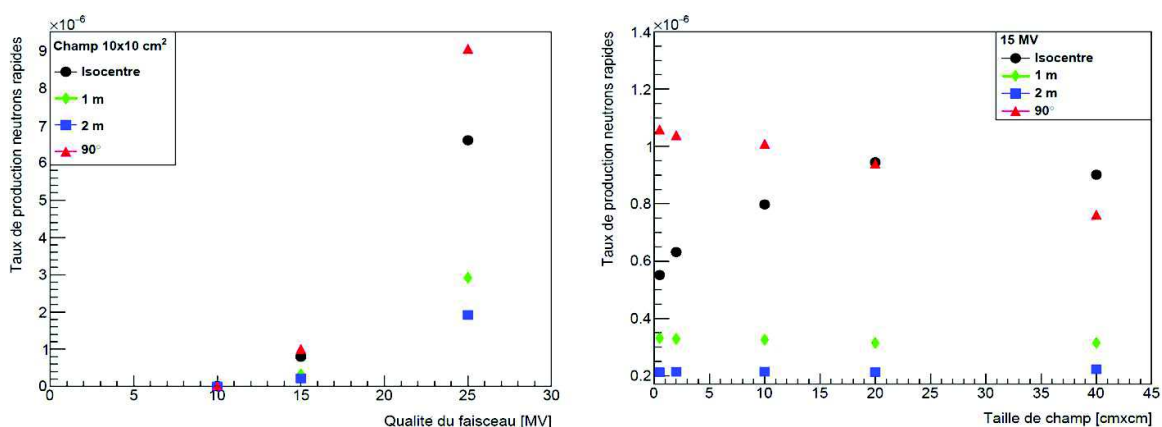 ×10⁻⁶
Taux de production neutrons rapides
9
8
7
6
5
4
3
2
1
0
Champ 10x10 cm²
Isocentre
1 m
2 m
90°
0 5 10 15 20 25 30
Qualite du faisceau [MV]
×10⁻⁶
Taux de production neutrons rapides
1.4
1.2
1
0.8
0.6
0.4
0.2
15 MV
Isocentre
1 m
2 m
90°
0 5 10 15 20 25 30 35 40 45
Taille de champ [cmxcm]